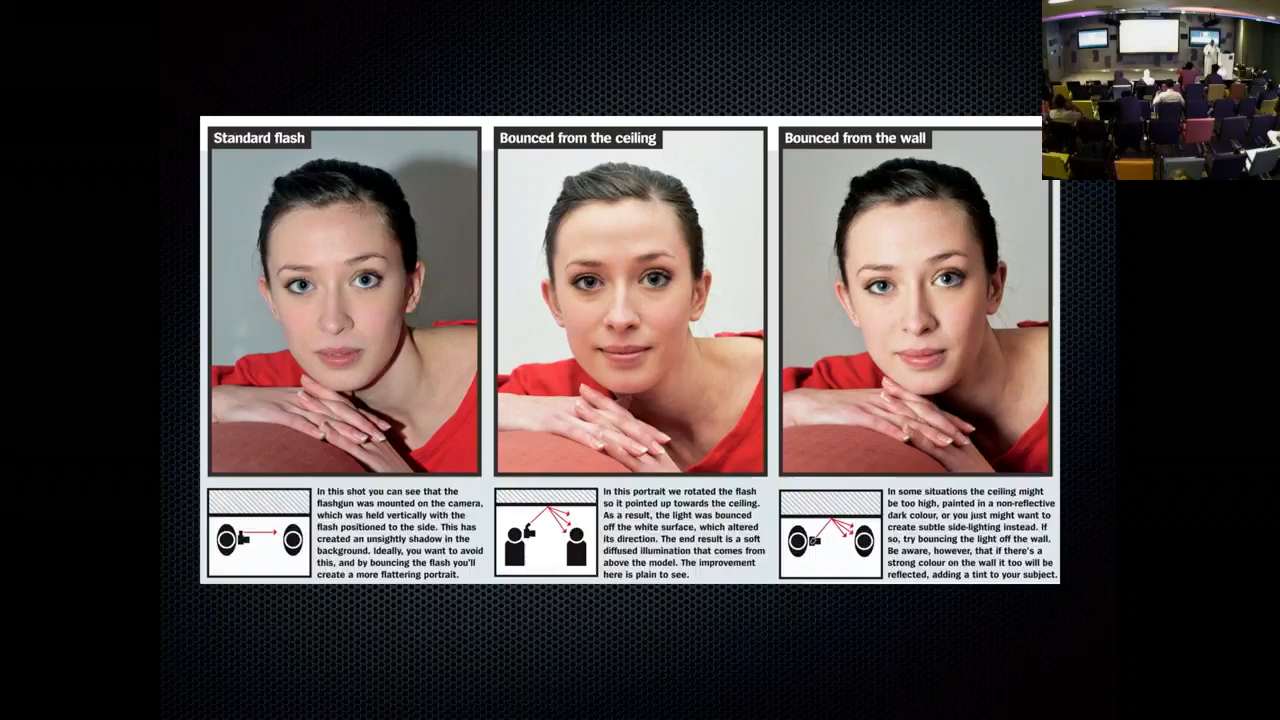 Standard flash
Bounced from the ceiling
Bounced from the wall
In this shot you can see that the
flashgun was mounted on the camera,
which was held vertically with the
flash positioned to the side. This has
created an unsightly shadow in the
background. Ideally, you want to avoid
this, and by bouncing the flash you'll
create a more flattering portrait.
In this portrait we rotated the flash
so it pointed up towards the ceiling.
As a result, the light was bounced
off the white surface, which altered
its direction. The end result is a soft
diffused illumination that comes from
above the model. The improvement
here is plain to see.
In some situations the ceiling might
be too high, painted in a non-reflective
dark colour, or you just might want to
create subtle side-lighting instead. If
so, try bouncing the light off the wall.
Be aware, however, that if there's a
strong colour on the wall it too will be
reflected, adding a tint to your subject.